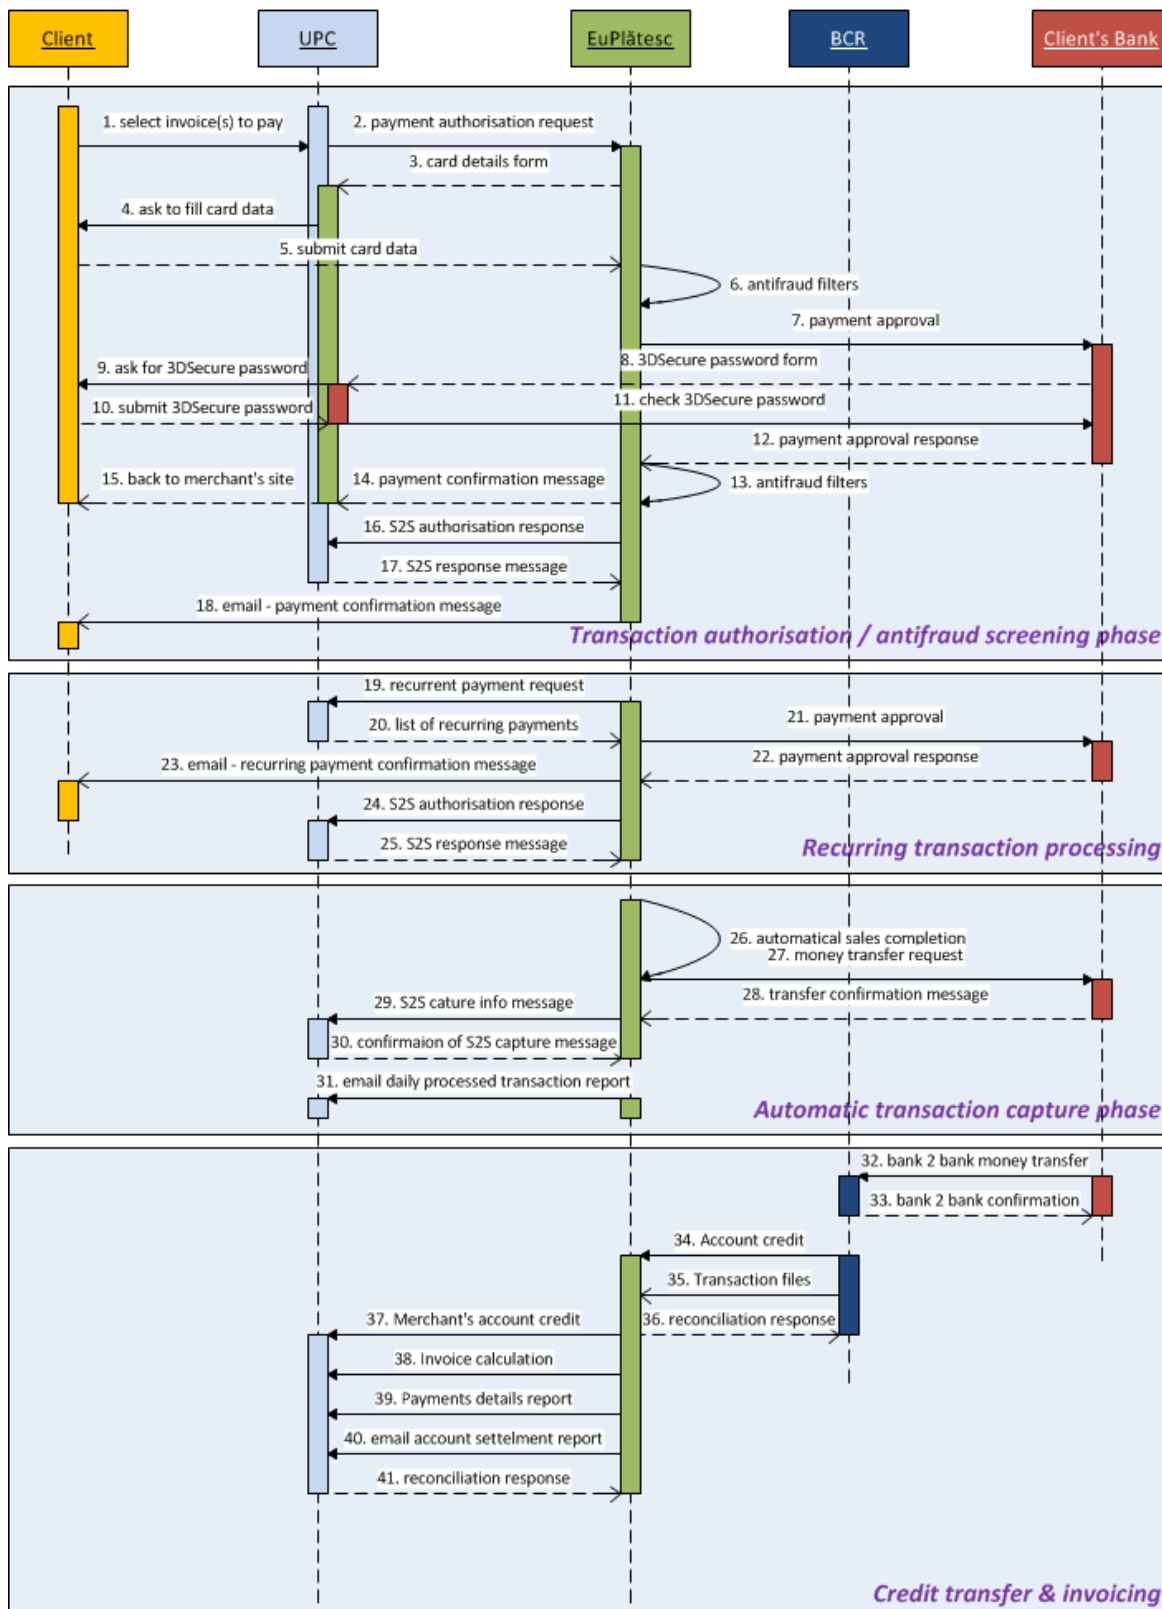 Client
UPC
EuPlătesc
BCR
Client's Bank
1. select invoice(s) to pay
2. payment authorisation request
3. card details form
4. ask to fill card data
5. submit card data
6. antifraud filters
7. payment approval
8. 3DSecure password form
9. ask for 3DSecure password
10. submit 3DSecure password
11. check 3DSecure password
12. payment approval response
13. antifraud filters
14. payment confirmation message
15. back to merchant's site
16. S2S authorisation response
17. S2S response message
18. email - payment confirmation message
Transaction authorisation / antifraud screening phase
19. recurrent payment request
20. list of recurring payments
21. payment approval
22. payment approval response
23. email - recurring payment confirmation message
24. S2S authorisation response
25. S2S response message
Recurring transaction processing
26. automatical sales completion
27. money transfer request
28. transfer confirmation message
29. S2S cature info message
30. confirmaion of S2S capture message
31. email daily processed transaction report
Automatic transaction capture phase
32. bank 2 bank money transfer
33. bank 2 bank confirmation
34. Account credit
35. Transaction files
36. reconciliation response
37. Merchant's account credit
38. Invoice calculation
39. Payments details report
40. email account settelment report
41. reconciliation response
Credit transfer & invoicing